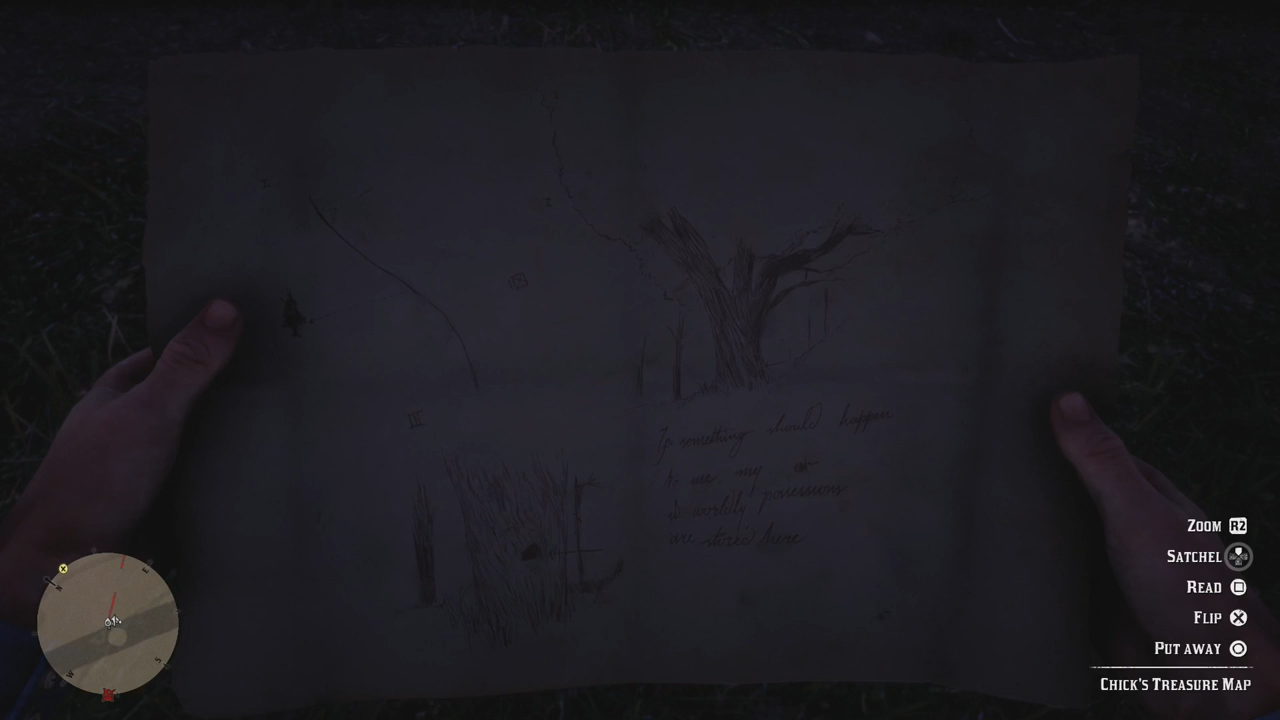 I
II
If something should happen
to me my
worldly possessions
are stored here
ZOOM R2
SATCHEL
READ
FLIP
PUT AWAY
CHICK'S TREASURE MAP